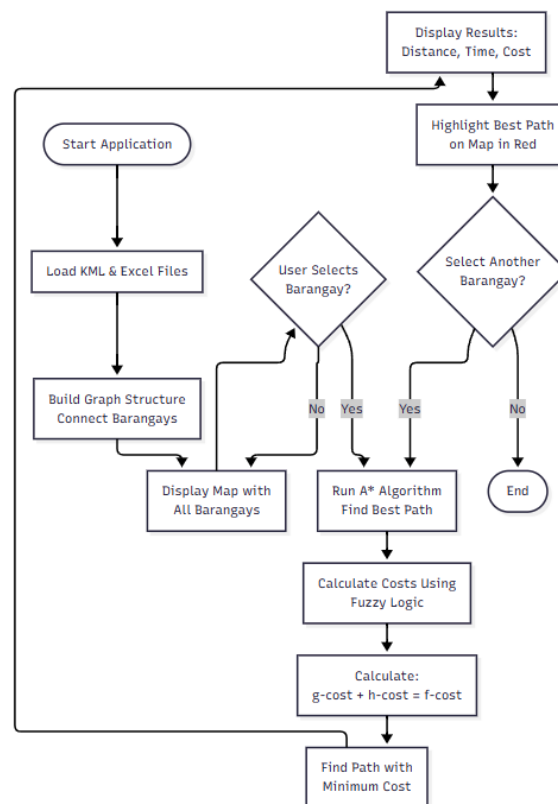 Display Results:
Distance, Time, Cost
Highlight Best Path
on Map in Red
Start Application
User Selects
Barangay?
Select Another
Barangay?
Load KML & Excel Files
Build Graph Structure
Connect Barangays
No
Yes
Yes
No
Display Map with
All Barangays
Run A* Algorithm
Find Best Path
End
Calculate Costs Using
Fuzzy Logic
Calculate:
g-cost + h-cost = f-cost
Find Path with
Minimum Cost